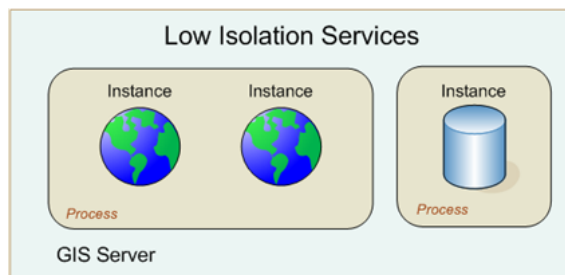 Low Isolation Services
Instance Instance Instance
Process Process
GIS Server